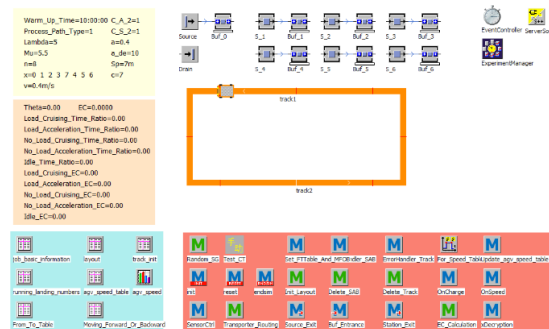 Warm_Up_Time=10:00:00 C_A_2=1
Process_Path_Type=1 C_S_2=1
Lambda=5 a=0.4
Mu=5.5 a_de=10
n=8 Sp=7m
x=0 1 2 3 7 4 5 6 c=7
v=0.4m/s
Source Buf_0 S_1 Buf_1 S_2 Buf_2 S_3 Buf_3
EventController ServerSo
Drain S_4 Buf_4 S_5 Buf_5 S_6 Buf_6
ExperimentManager
track1
track2
Theta=0.00 EC=0.0000
Load_Cruising_Time_Ratio=0.00
Load_Acceleration_Time_Ratio=0.00
No_Load_Cruising_Time_Ratio=0.00
No_Load_Acceleration_Time_Ratio=0.00
Idle_Time_Ratio=0.00
Load_Cruising_EC=0.00
Load_Acceleration_EC=0.00
No_Load_Cruising_EC=0.00
No_Load_Acceleration_EC=0.00
Idle_EC=0.00
job_basic_information layout track_init
running_landing_numbers agv_speed_table agv_speed
From_To_Table Moving_Forward_Or_Backward
Random_SG Test_CT Set_FTTable_And_MFOBidler_SAB ErrorHandler_Track For_Speed_Tabl Update_agv_speed_table
init reset endsim Init_Layout Delete_SAB Delete_Track OnCharge OnSpeed
SensorCtrl Transporter_Routing Source_Exit Buf_Entrance Station_Exit EC_Calculation xDecryption